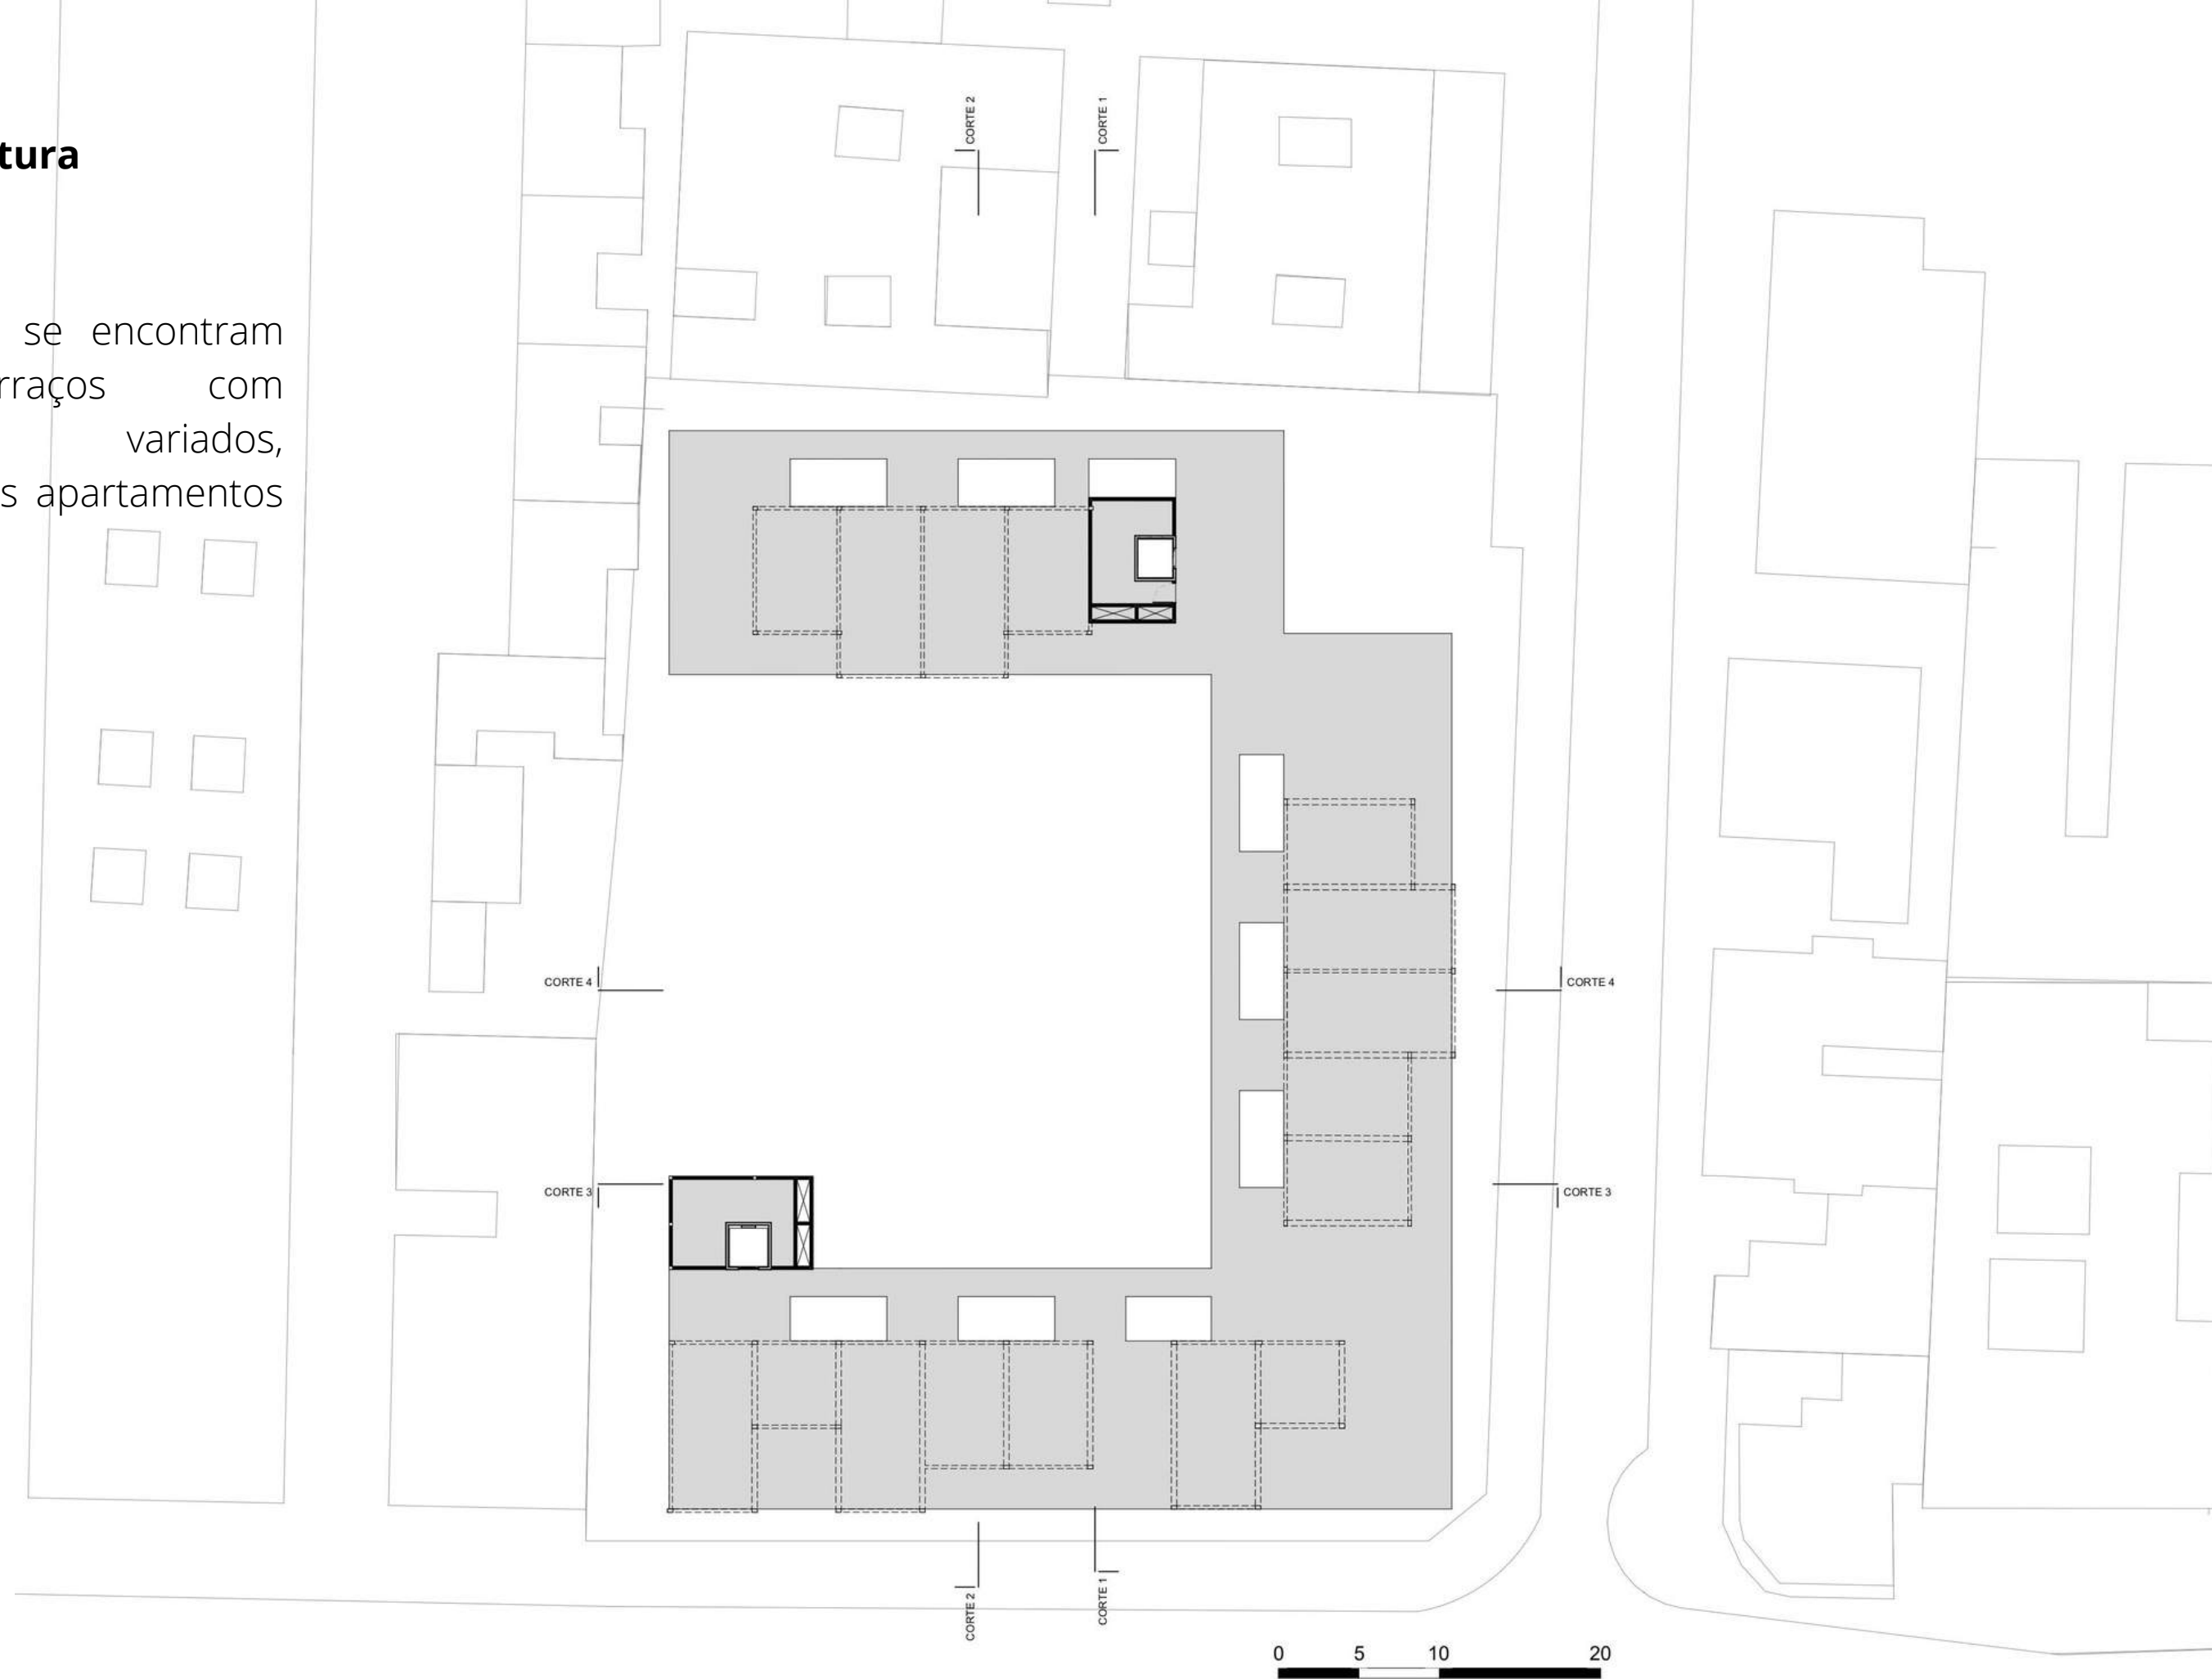 tura
se encontram
rraços com
variados,
s apartamentos
CORTE 2
CORTE 1
CORTE 4
CORTE 4
CORTE 3
CORTE 3
CORTE 2
CORTE 1
0 5 10 20